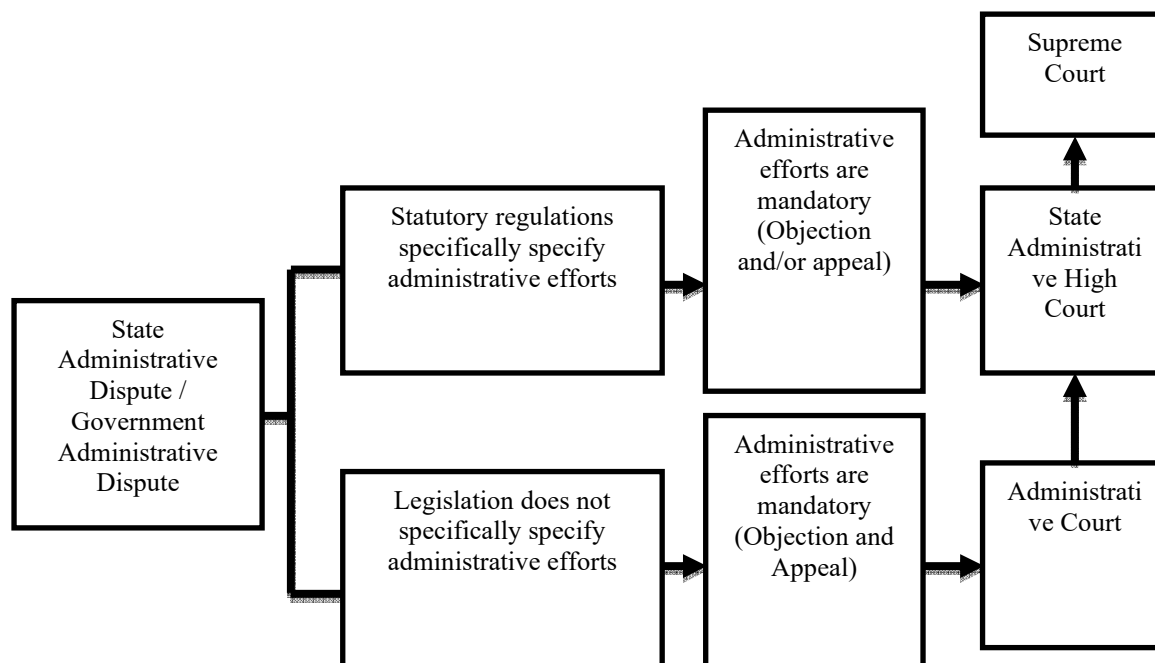 State
Administrative
Dispute /
Government
Administrative
Dispute
Statutory regulations
specifically specify
administrative efforts
Legislation does not
specifically specify
administrative efforts
Administrative
efforts are
mandatory
(Objection
and/or appeal)
Administrative
efforts are
mandatory
(Objection and
Appeal)
Supreme
Court
State
Administrati
ve High
Court
Administrati
ve Court